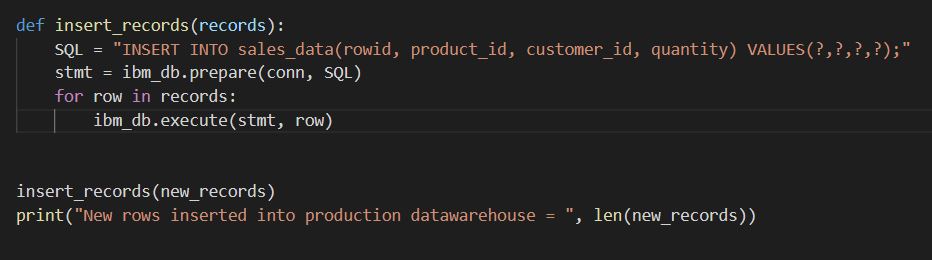 def insert_records(records):
    SQL = "INSERT INTO sales_data(rowid, product_id, customer_id, quantity) VALUES(?,?,?,?);"
    stmt = ibm_db.prepare(conn, SQL)
    for row in records:
        ibm_db.execute(stmt, row)
insert_records(new_records)
print("New rows inserted into production datawarehouse = ", len(new_records))